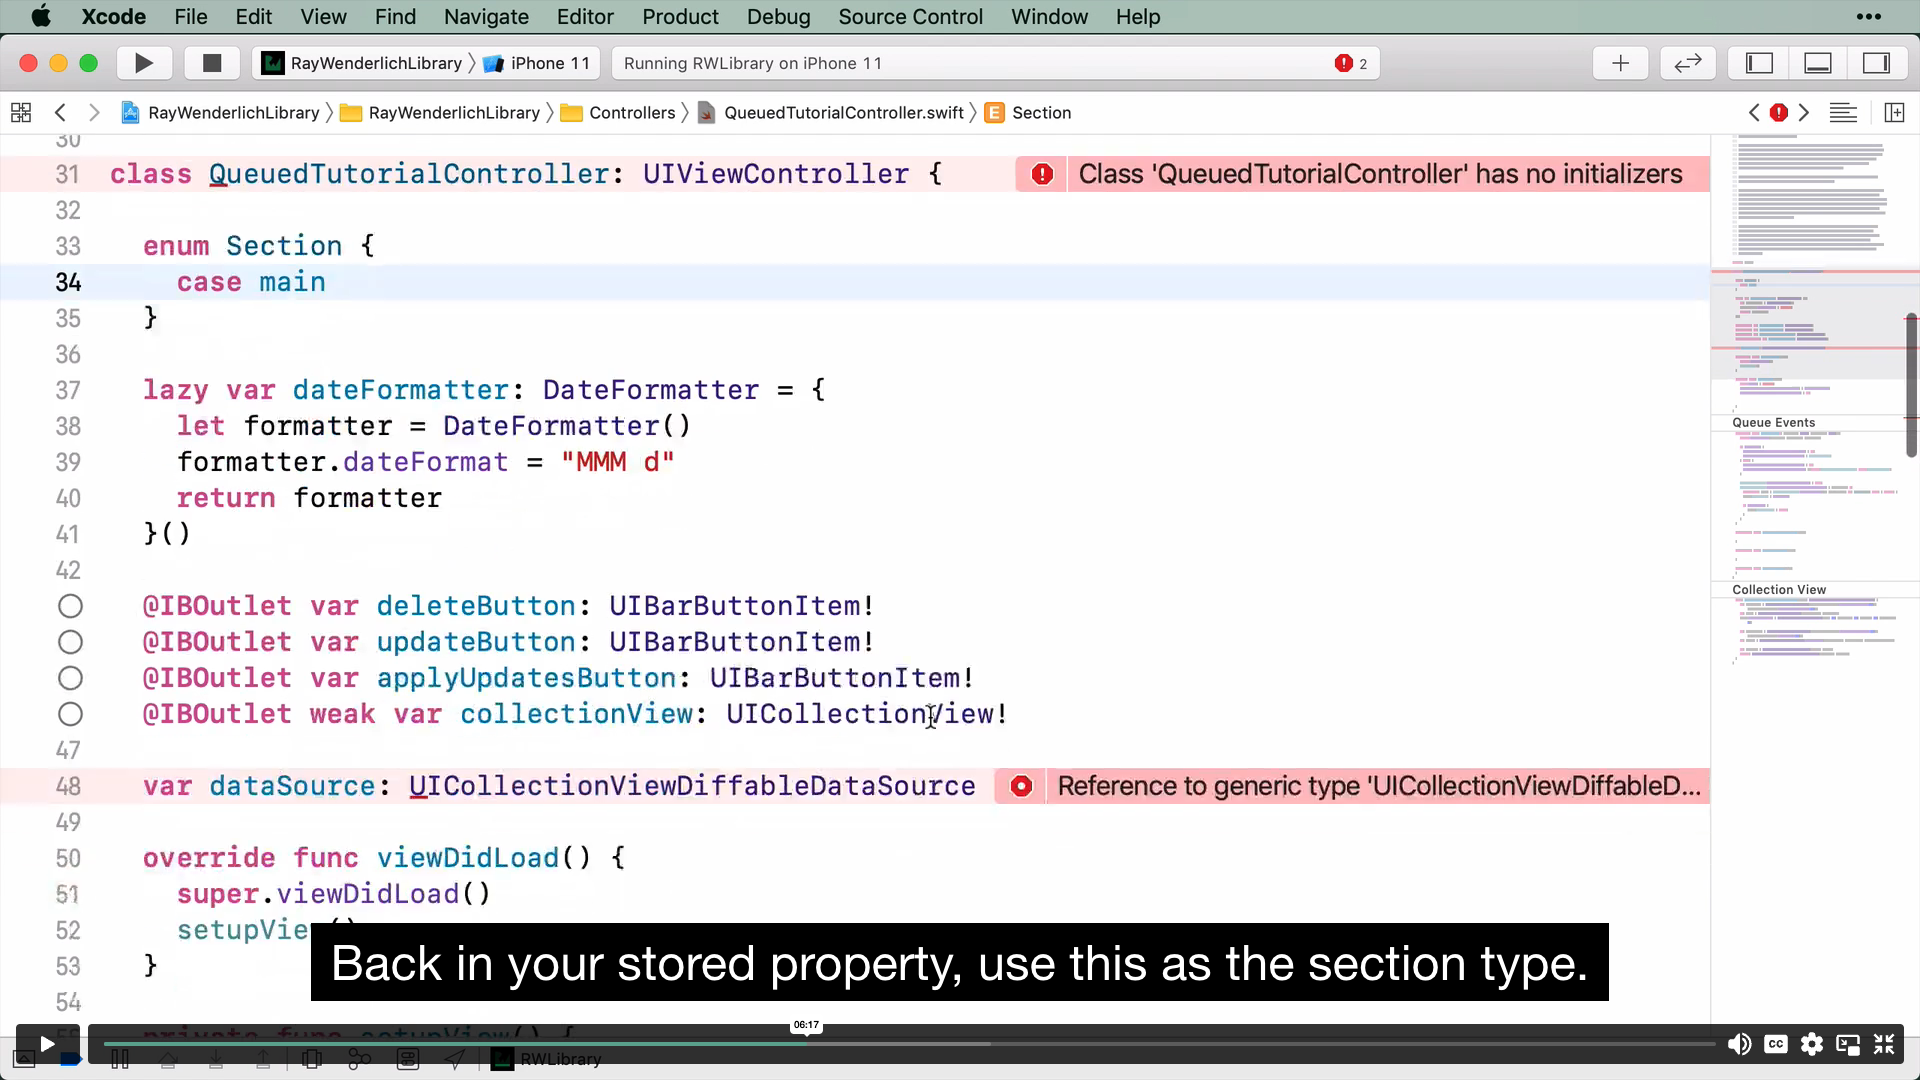 Xcode File Edit View Find Navigate Editor Product Debug Source Control Window Help
RayWenderlichLibrary iPhone 11 Running RWLibrary on iPhone 11 2
RayWenderlichLibrary RayWenderlichLibrary Controllers QueuedTutorialController.swift E Section
30
31 class QueuedTutorialController: UIViewController { Class 'QueuedTutorialController' has no initializers
32
33 enum Section {
34 case main
35 }
36
37 lazy var dateFormatter: DateFormatter = {
38 let formatter = DateFormatter()
39 formatter.dateFormat = "MMM d"
40 return formatter
41 }()
42
@IBOutlet var deleteButton: UIBarButtonItem!
@IBOutlet var updateButton: UIBarButtonItem!
@IBOutlet var applyUpdatesButton: UIBarButtonItem!
@IBOutlet weak var collectionView: UICollectionView!
47
48 var dataSource: UICollectionViewDiffableDataSource Reference to generic type 'UICollectionViewDiffableD...
49
50 override func viewDidLoad() {
51 super.viewDidLoad()
52 setupView()
53 }
54
private func setupView() {
Back in your stored property, use this as the section type.
06:17
CC
RWLibrary
Queue Events
Collection View